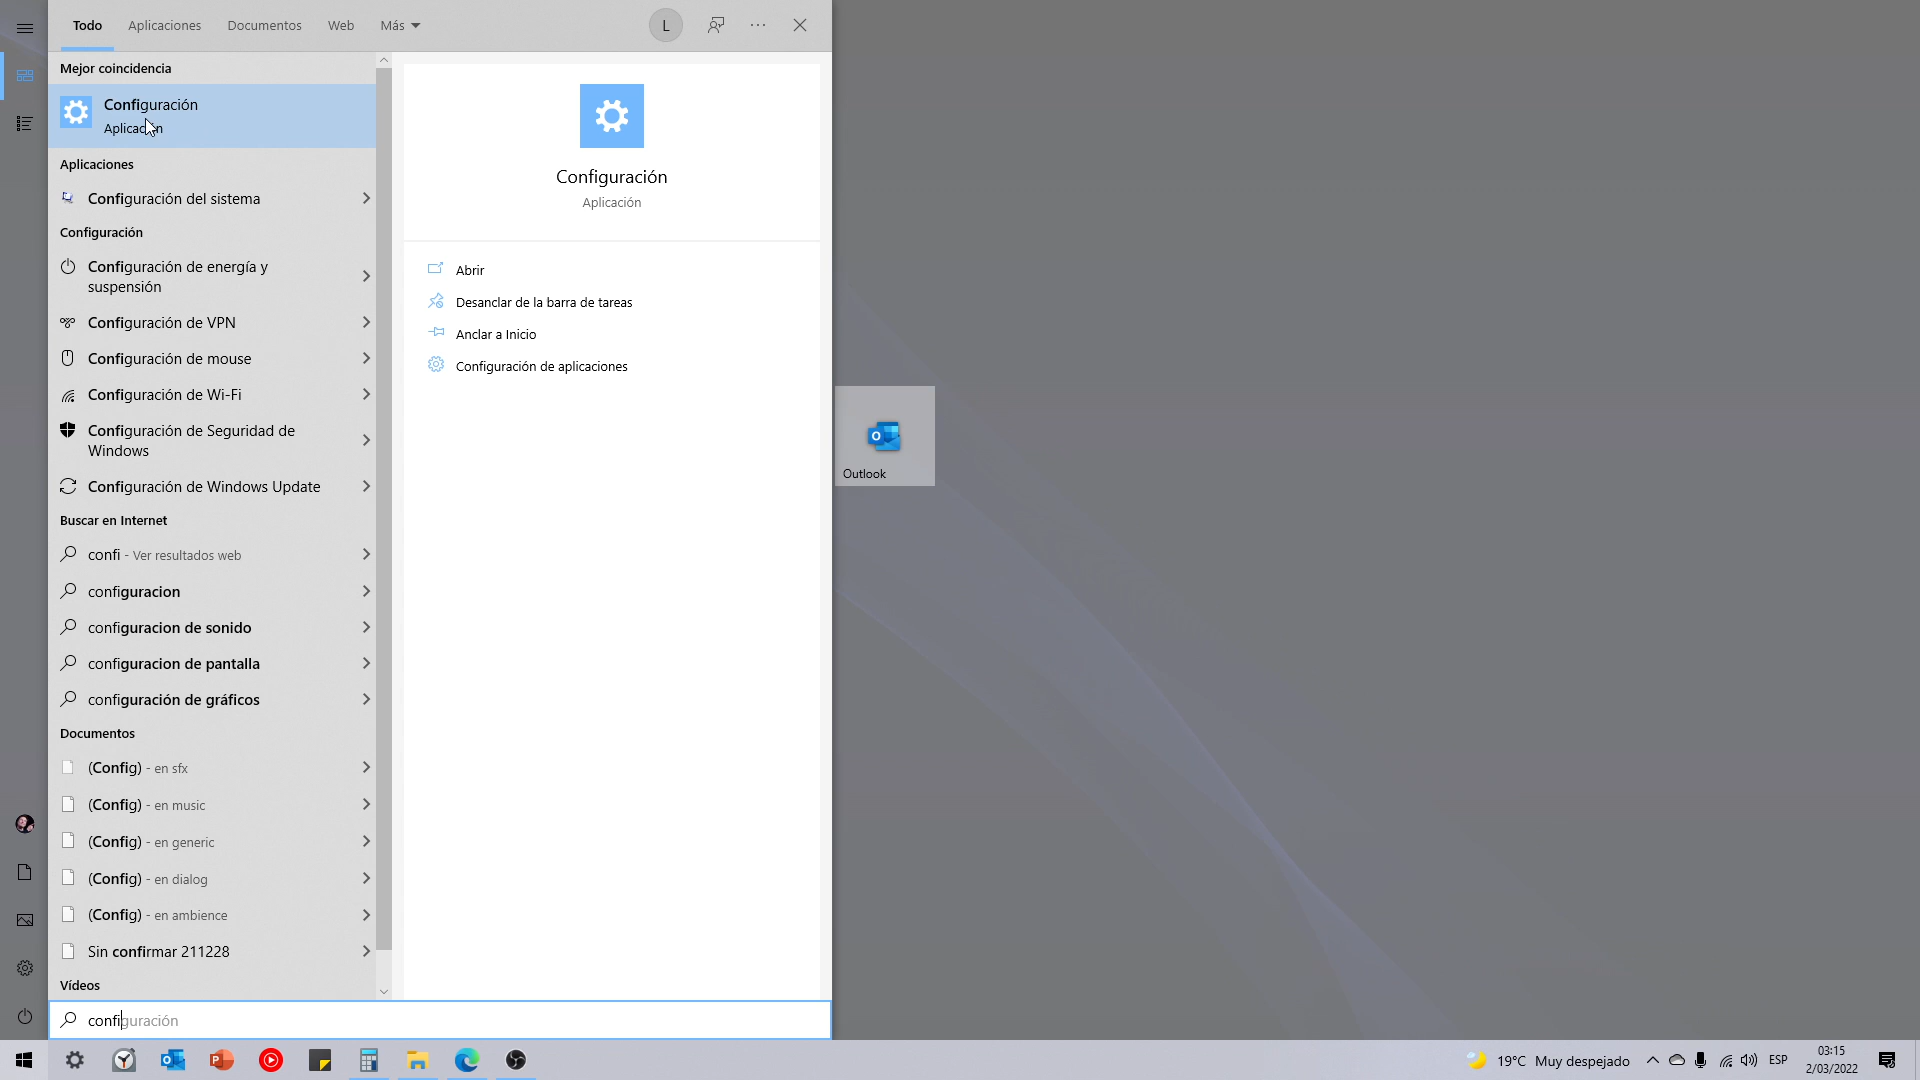 Todo Aplicaciones Documentos Web Más L
Mejor coincidencia
Configuración
Aplicación
Aplicaciones
Configuración del sistema
Configuración
Configuración de energía y
suspensión
Configuración de VPN
Configuración de mouse
Configuración de Wi-Fi
Configuración de Seguridad de
Windows
Configuración de Windows Update
Buscar en Internet
confi - Ver resultados web
configuracion
configuracion de sonido
configuracion de pantalla
configuración de gráficos
Documentos
(Config) - en sfx
(Config) - en music
(Config) - en generic
(Config) - en dialog
(Config) - en ambience
Sin confirmar 211228
Vídeos
configuración
Configuración
Aplicación
Abrir
Desanclar de la barra de tareas
Anclar a Inicio
Configuración de aplicaciones
Outlook
19°C Muy despejado ESP
03:15
2/03/2022